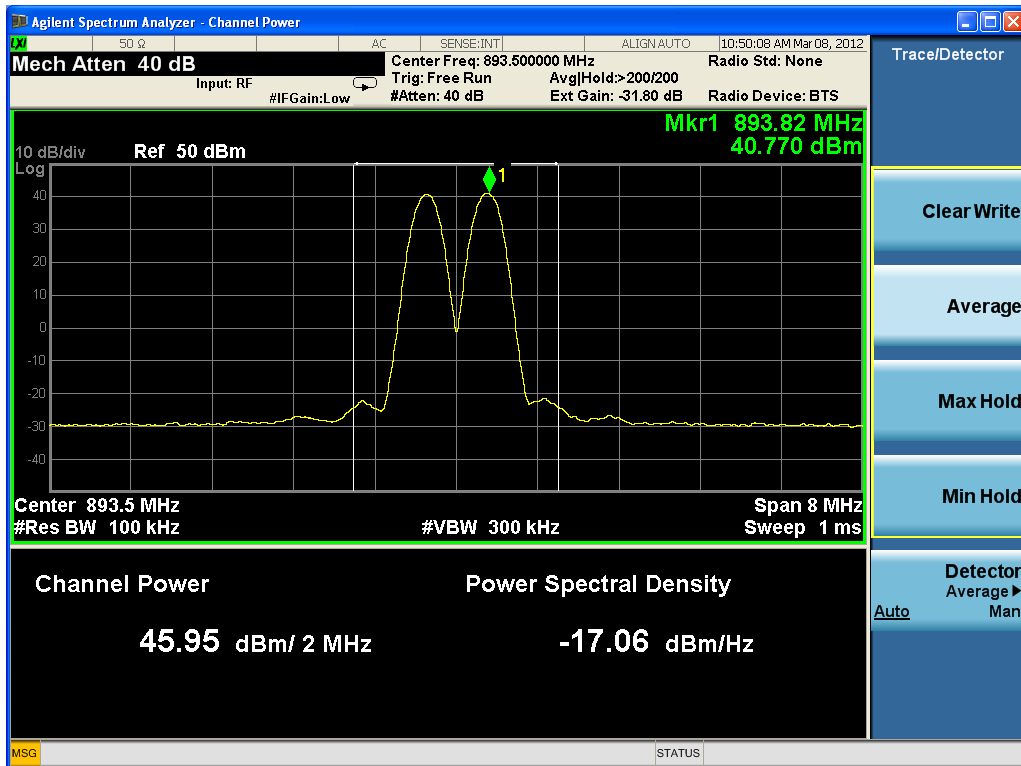 Agilent Spectrum Analyzer - Channel Power
LXI 50 Ω AC SENSE:INT ALIGN AUTO 10:50:08 AM Mar 08, 2012
Mech Atten 40 dB
Input: RF
#IFGain:Low
Center Freq: 893.500000 MHz
Trig: Free Run
#Atten: 40 dB
Avg|Hold:>200/200
Ext Gain: -31.80 dB
Radio Std: None
Radio Device: BTS
Mkr1 893.82 MHz
40.770 dBm
10 dB/div
Log
Ref 50 dBm
1
40
30
20
10
0
-10
-20
-30
-40
Center 893.5 MHz
Span 8 MHz
#Res BW 100 kHz
#VBW 300 kHz
Sweep 1 ms
Channel Power
45.95 dBm/ 2 MHz
Power Spectral Density
-17.06 dBm/Hz
Trace/Detector
Clear Write
Average
Max Hold
Min Hold
Detector
Average
Auto
Man
MSG
STATUS